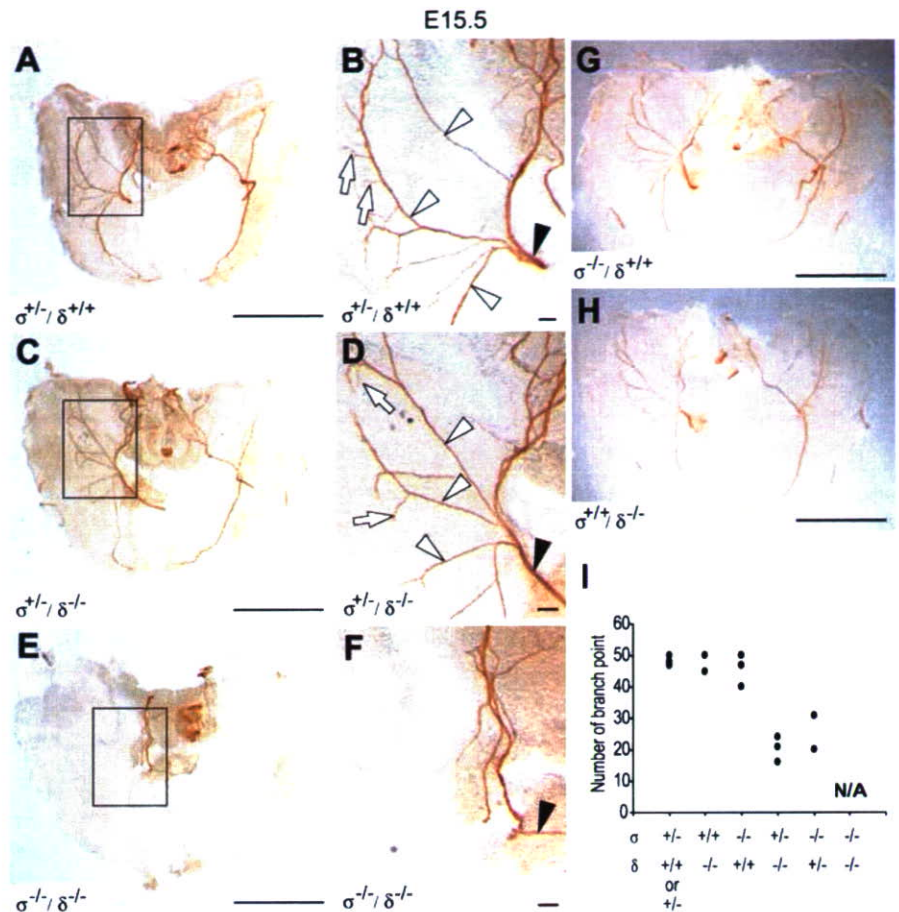 E15.5
A
B
G
σ+/-/ δ+/+
σ+/-/ δ+/+
σ-/-/ δ+/+
C
D
H
σ+/-/ δ-/-
σ+/-/ δ-/-
σ+/+/ δ-/-
E
F
I
σ-/-/ δ-/-
σ-/-/ δ-/-
Number of branch point
60
50
40
30
20
10
0
N/A
σ +/- +/+ -/- +/- -/- -/-
δ +/+ -/- +/+ -/- +/- -/-
or
+/-